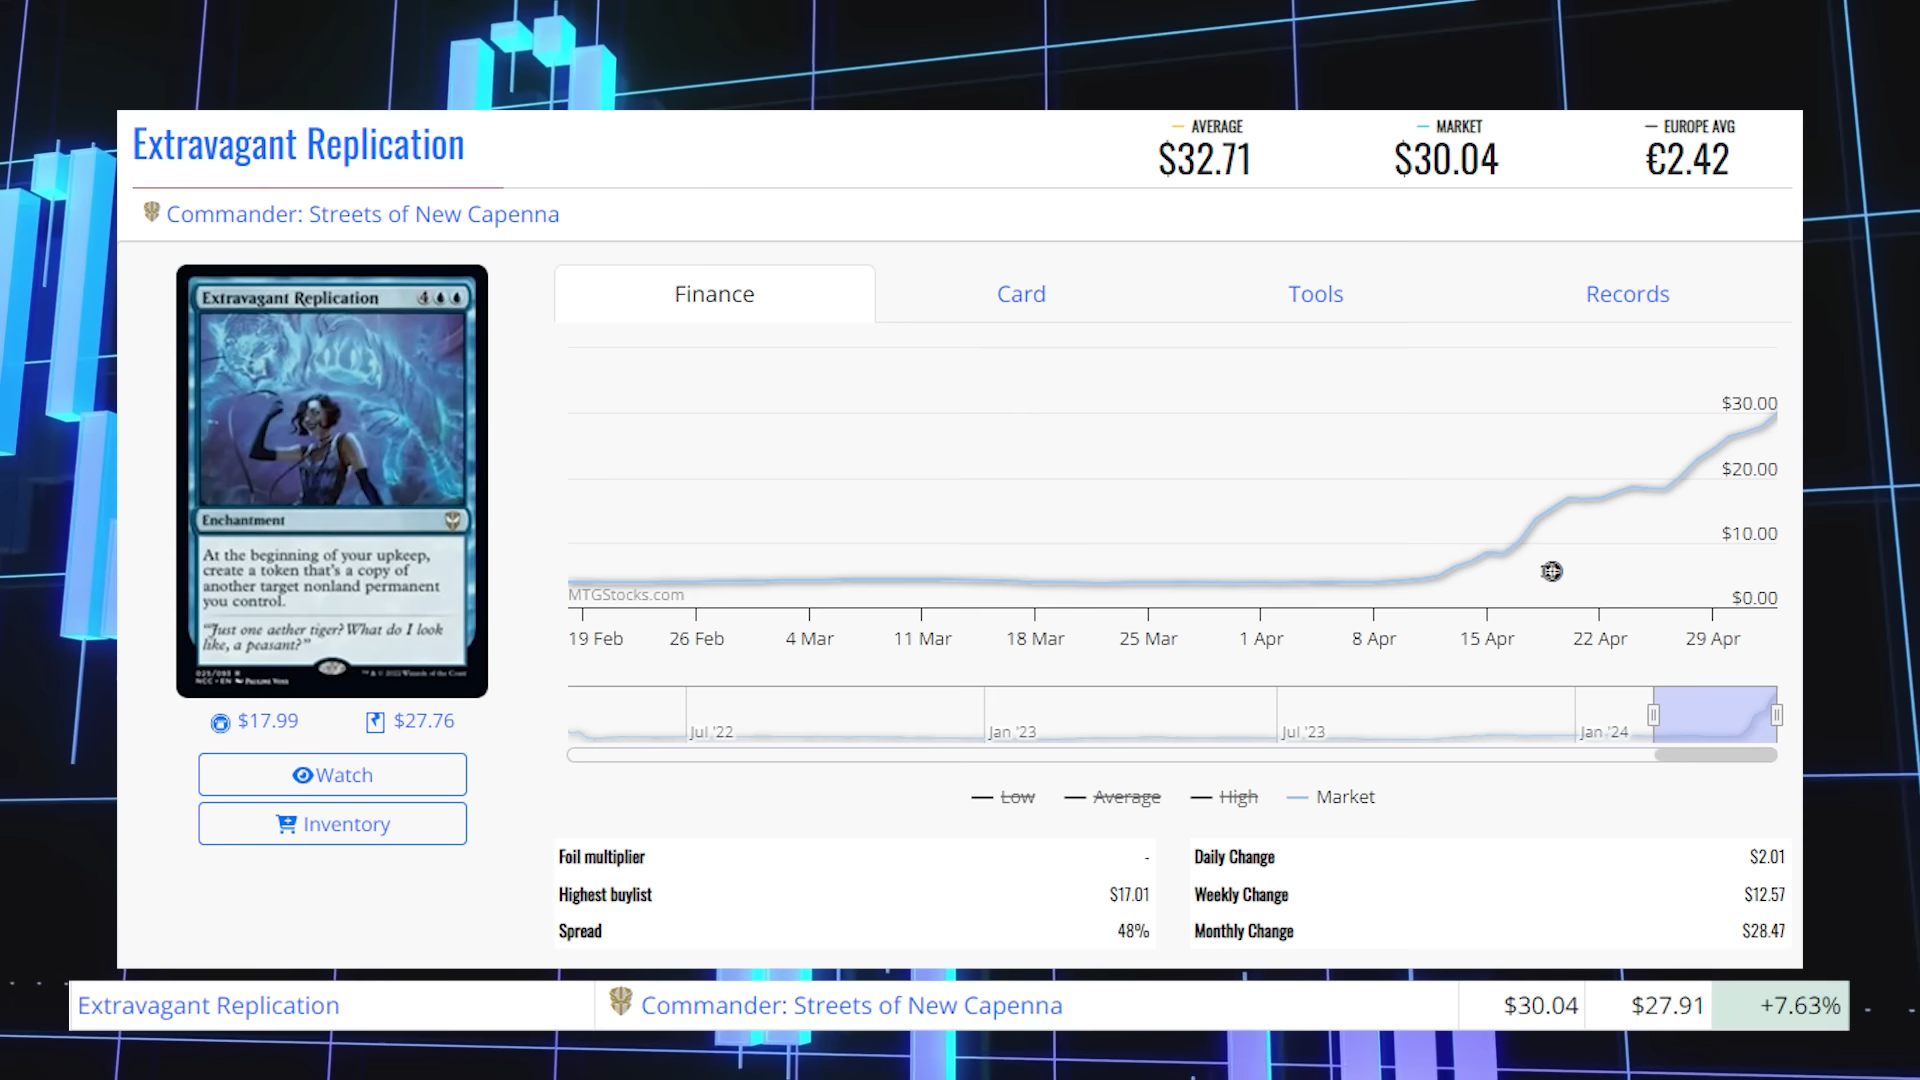 Extravagant Replication
AVERAGE
$32.71
MARKET
$30.04
EUROPE AVG
€2.42
Commander: Streets of New Capenna
Extravagant Replication 4
Enchantment
At the beginning of your upkeep,
create a token that's a copy of
another target nonland permanent
you control.
"Just one aether tiger? What do I look
like, a peasant?"
$17.99
$27.76
Watch
Inventory
Finance
Card
Tools
Records
$30.00
$20.00
$10.00
$0.00
MTGStocks.com
19 Feb
26 Feb
4 Mar
11 Mar
18 Mar
25 Mar
1 Apr
8 Apr
15 Apr
22 Apr
29 Apr
Jul '22
Jan '23
Jul '23
Jan '24
Low
Average
High
Market
Foil multiplier -
Highest buylist $17.01
Spread 48%
Daily Change $2.01
Weekly Change $12.57
Monthly Change $28.47
Extravagant Replication
Commander: Streets of New Capenna
$30.04
$27.91
+7.63%